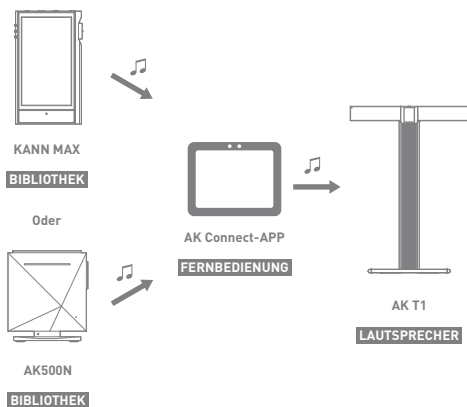 KANN MAX
BIBLIOTHEK
Oder
AK500N
BIBLIOTHEK
AK Connect-APP
FERNBEDIENUNG
AK T1
LAUTSPRECHER